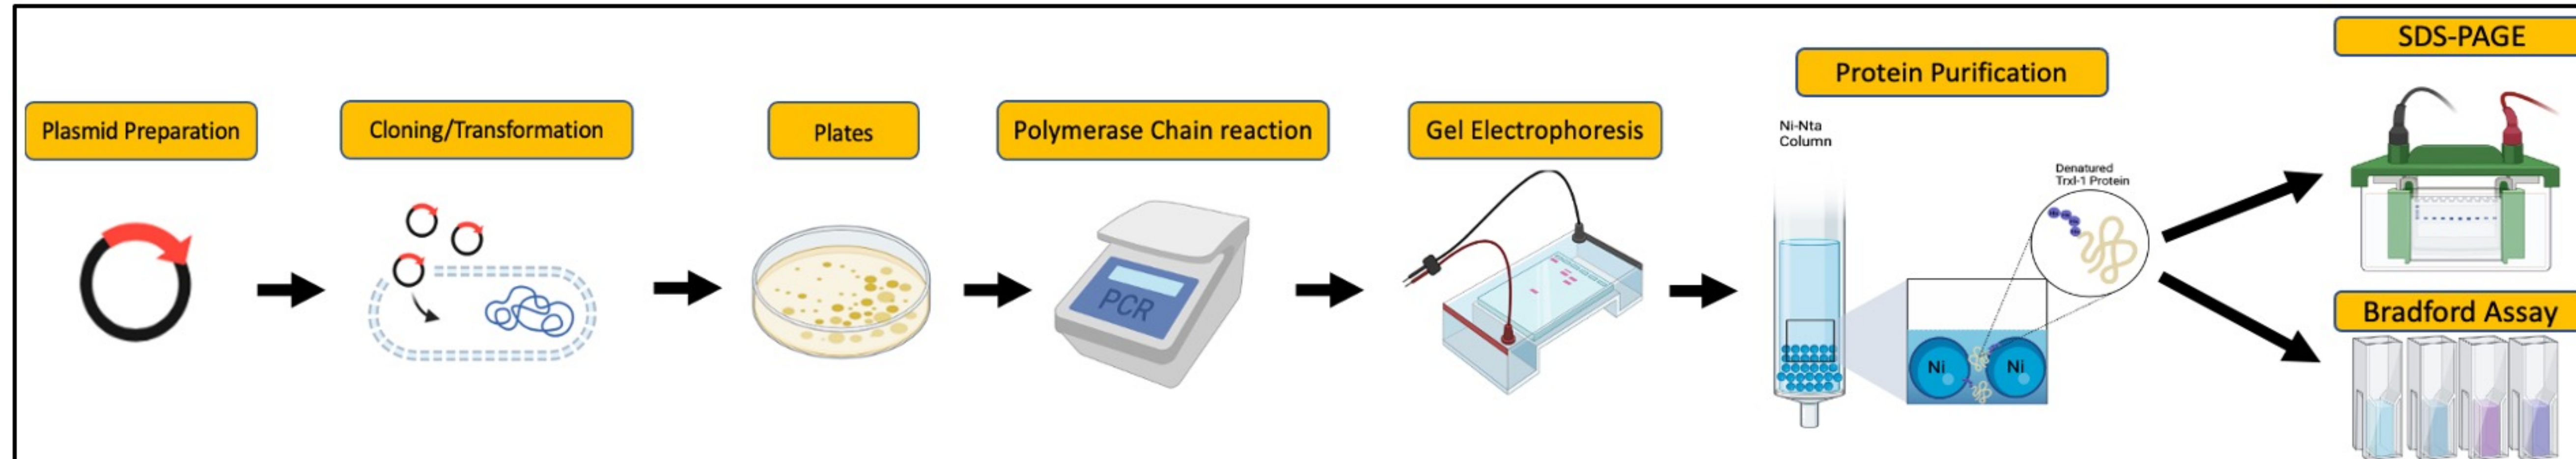 Plasmid Preparation
Cloning/Transformation
Plates
Polymerase Chain reaction
PCR
Gel Electrophoresis
Protein Purification
Ni-Nta
Column
Denatured
Trxl-1 Protein
Ni
Ni
SDS-PAGE
Bradford Assay